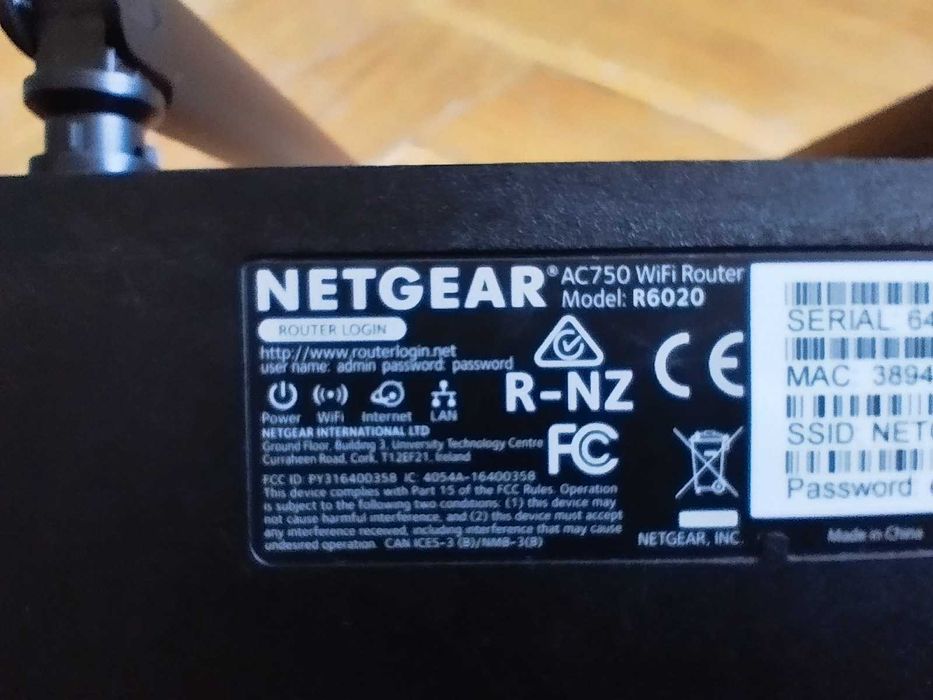 NETGEAR® AC750 WiFi Router
Model: R6020
ROUTER LOGIN
http://www.routerlogin.net
user name: admin password: password
Power WiFi Internet LAN
R-NZ
CE
FC
NETGEAR INTERNATIONAL LTD
Ground Floor, Building 3, University Technology Centre
Curraheen Road, Cork, T12EF21, Ireland
FCC ID: PY316400358 IC: 4054A-16400358
This device complies with Part 15 of the FCC Rules. Operation
is subject to the following two conditions: (1) this device may
not cause harmful interference, and (2) this device must accept
any interference received, including interference that may cause
undesired operation. CAN ICES-3 (B)/NMB-3(B)
NETGEAR, INC.
SERIAL 64
MAC 3894
SSID NETG
Password
Made in China